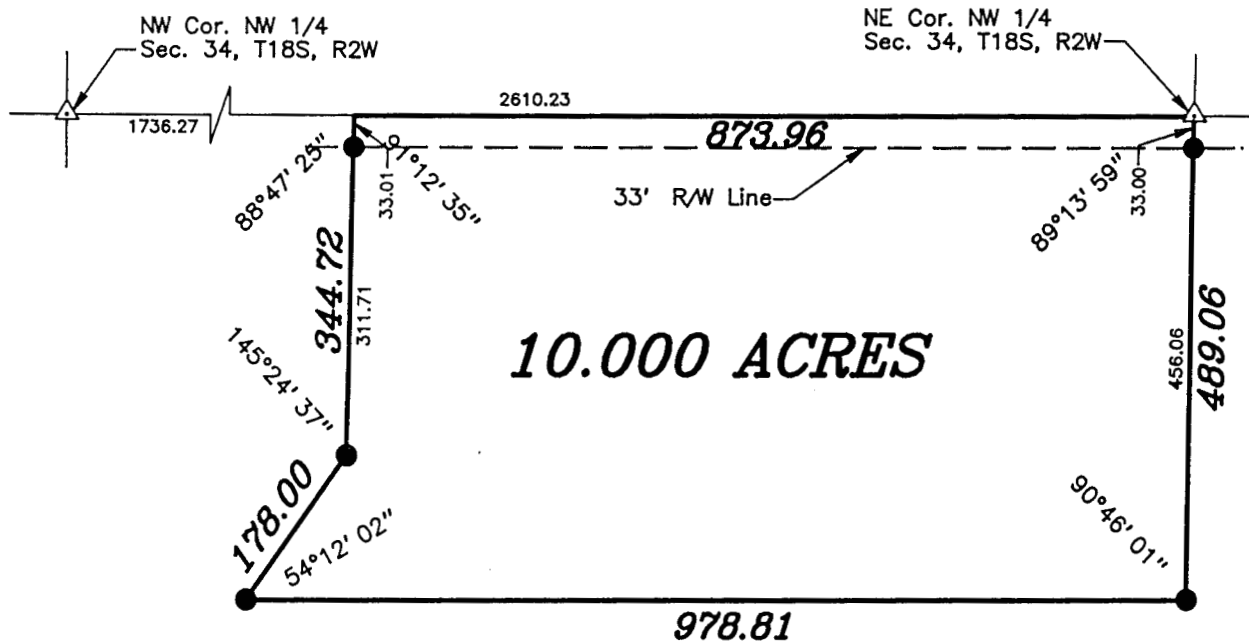 NW Cor. NW 1/4
Sec. 34, T18S, R2W
NE Cor. NW 1/4
Sec. 34, T18S, R2W
2610.23
1736.27
873.96
88°47'25"
91°12'35"
33.01
33' R/W Line
89°13'59"
33.00
344.72
311.71
10.000 ACRES
456.06
489.06
145°24'37"
178.00
54°12'02"
90°46'01"
978.81